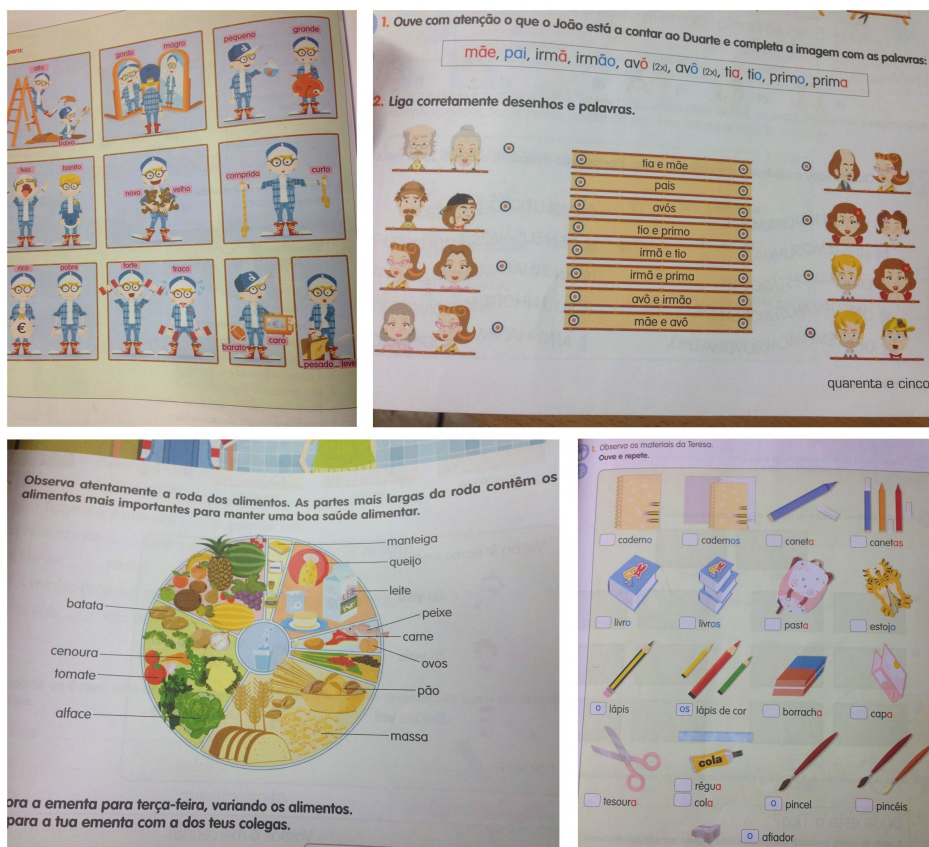 para:
alto
baixo
gordo
magro
pequeno
grande
feio
bonito
novo
velho
comprida
curta
rico
€
pobre
forte
fraco
barato
caro
pesado... leve
1. Ouve com atenção o que o João está a contar ao Duarte e completa a imagem com as palavras:
mãe, pai, irmã, irmão, avó (2x), avô (2x), tia, tio, primo, prima
2. Liga corretamente desenhos e palavras.
tia e mãe
pais
avós
tio e primo
irmã e tio
irmã e prima
avô e irmão
mãe e avó
quarenta e cinco
Observa atentamente a roda dos alimentos. As partes mais largas da roda contêm os
alimentos mais importantes para manter uma boa saúde alimentar.
manteiga
queijo
leite
peixe
carne
ovos
pão
massa
batata
cenoura
tomate
alface
ora a ementa para terça-feira, variando os alimentos.
para a tua ementa com a dos teus colegas.
1. Observa os materiais da Teresa.
Ouve e repete.
caderno
cadernos
caneta
canetas
livro
livros
pasta
estojo
o lápis
os lápis de cor
borracha
capa
cola
tesoura
régua
cola
o pincel
pincéis
o afiador